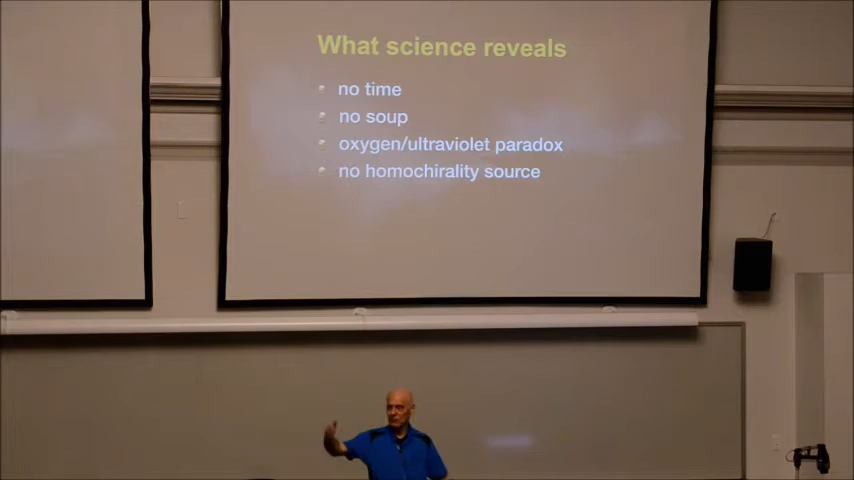 What science reveals
no time
no soup
oxygen/ultraviolet paradox
no homochirality source